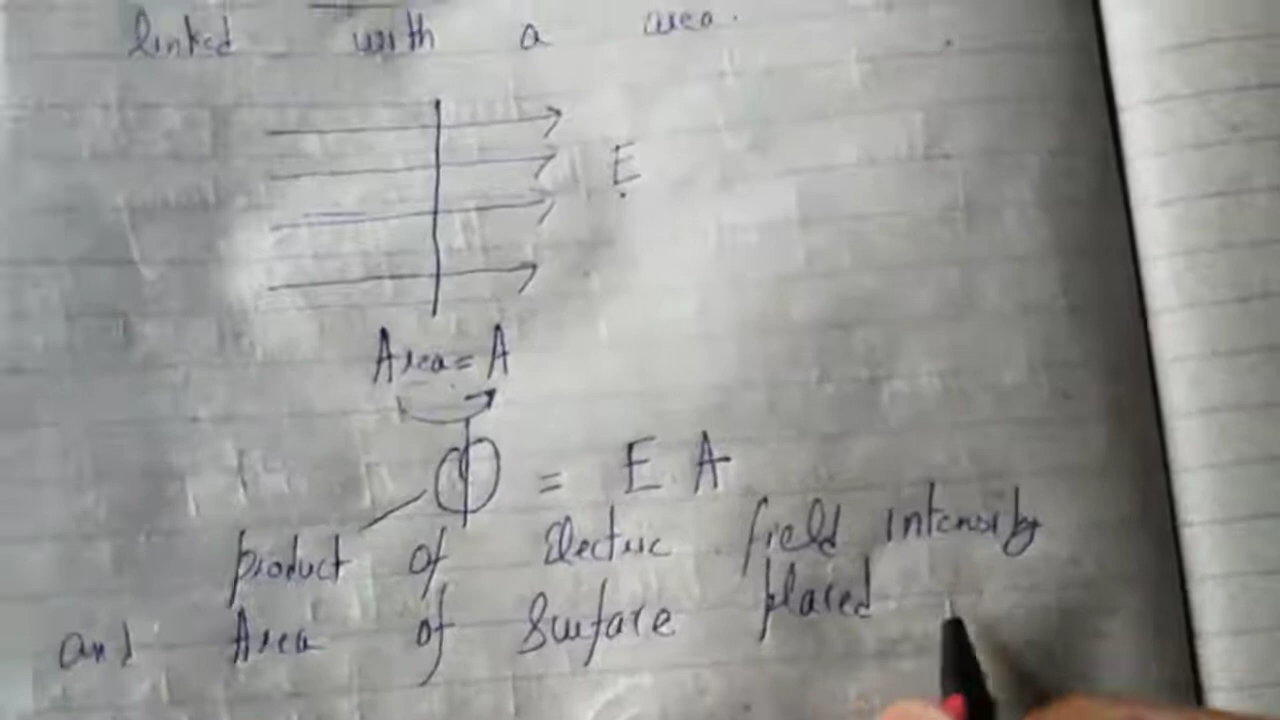 linked with a area.
E
Area = A
Φ = E A
product of Electric field intensity
and Area of Surface placed